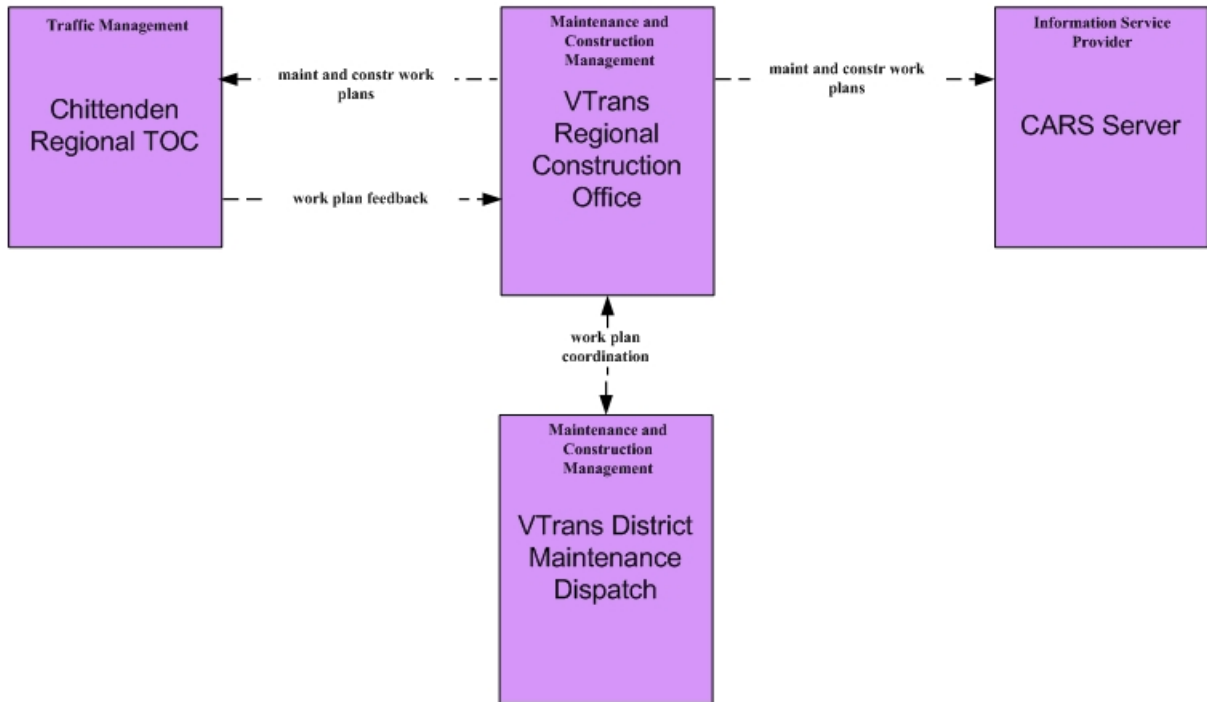 Traffic Management
Chittenden
Regional TOC
maint and constr work
plans
work plan feedback
Maintenance and
Construction
Management
VTrans
Regional
Construction
Office
maint and constr work
plans
Information Service
Provider
CARS Server
work plan
coordination
Maintenance and
Construction
Management
VTrans District
Maintenance
Dispatch